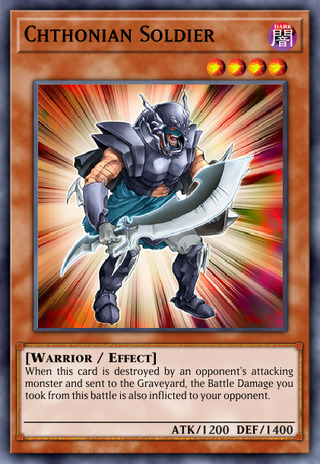 Chthonian Soldier
DARK
闇
[Warrior / Effect]
When this card is destroyed by an opponent's attacking
monster and sent to the Graveyard, the Battle Damage you
took from this battle is also inflicted to your opponent.
ATK/1200 DEF/1400